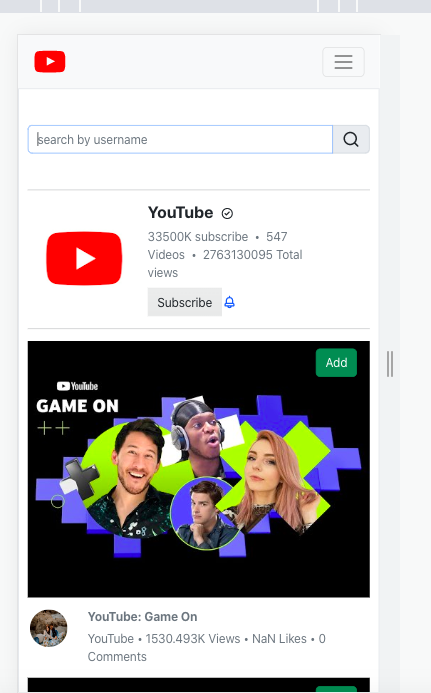 search by username
YouTube
33500K subscribe • 547
Videos • 2763130095 Total
views
Subscribe
Add
YouTube
GAME ON
YouTube: Game On
YouTube • 1530.493K Views • NaN Likes • 0
Comments